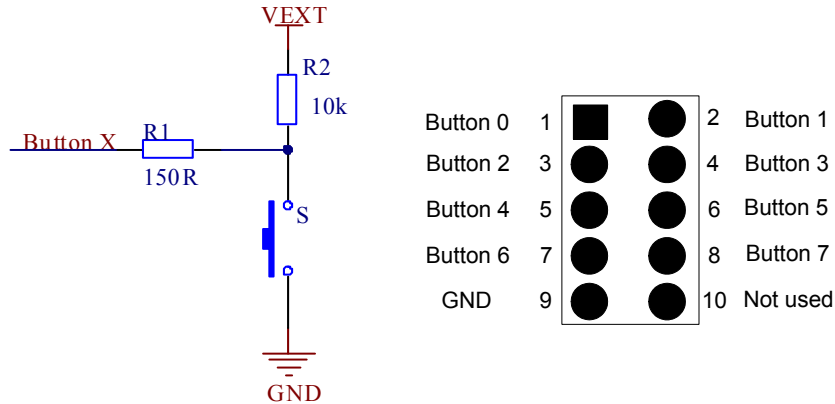 VEXT
R2
10k
Button X
R1
150R
S
GND
Button 0 1 2 Button 1
Button 2 3 4 Button 3
Button 4 5 6 Button 5
Button 6 7 8 Button 7
GND 9 10 Not used